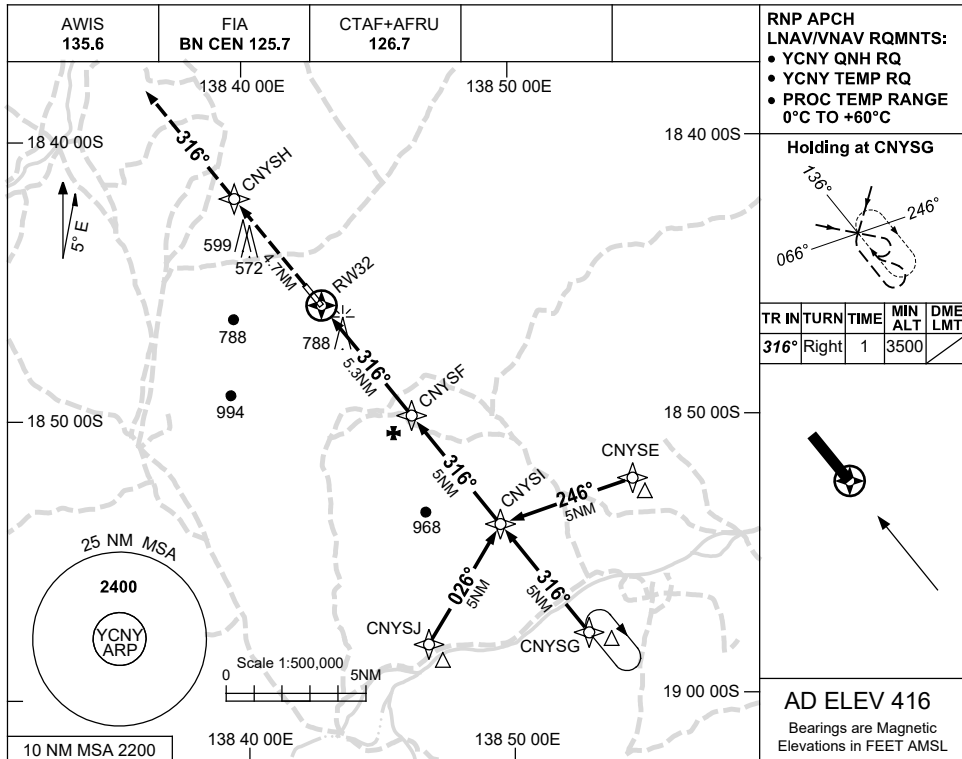 AWIS
135.6
FIA
BN CEN 125.7
CTAF+AFRU
126.7
RNP APCH
LNAV/VNAV RQMNTS:
● YCNY QNH RQ
● YCNY TEMP RQ
● PROC TEMP RANGE
0°C TO +60°C
138 40 00E
138 50 00E
18 40 00S
18 40 00S
316°
CNYSH
5° E
599
572
4.7NM
RW32
788
788
316°
5.3NM
994
CNYSF
18 50 00S
18 50 00S
CNYSE
316°
5NM
CNYSI
246°
5NM
968
25 NM MSA
2400
YCNY
ARP
026°
5NM
316°
5NM
CNYSJ
CNYSG
Scale 1:500,000
0
5NM
19 00 00S
138 40 00E
138 50 00E
10 NM MSA 2200
Holding at CNYSG
136°
246°
066°
TR IN
TURN
TIME
MIN
ALT
DME
LMT
316°
Right
1
3500
AD ELEV 416
Bearings are Magnetic
Elevations in FEET AMSL